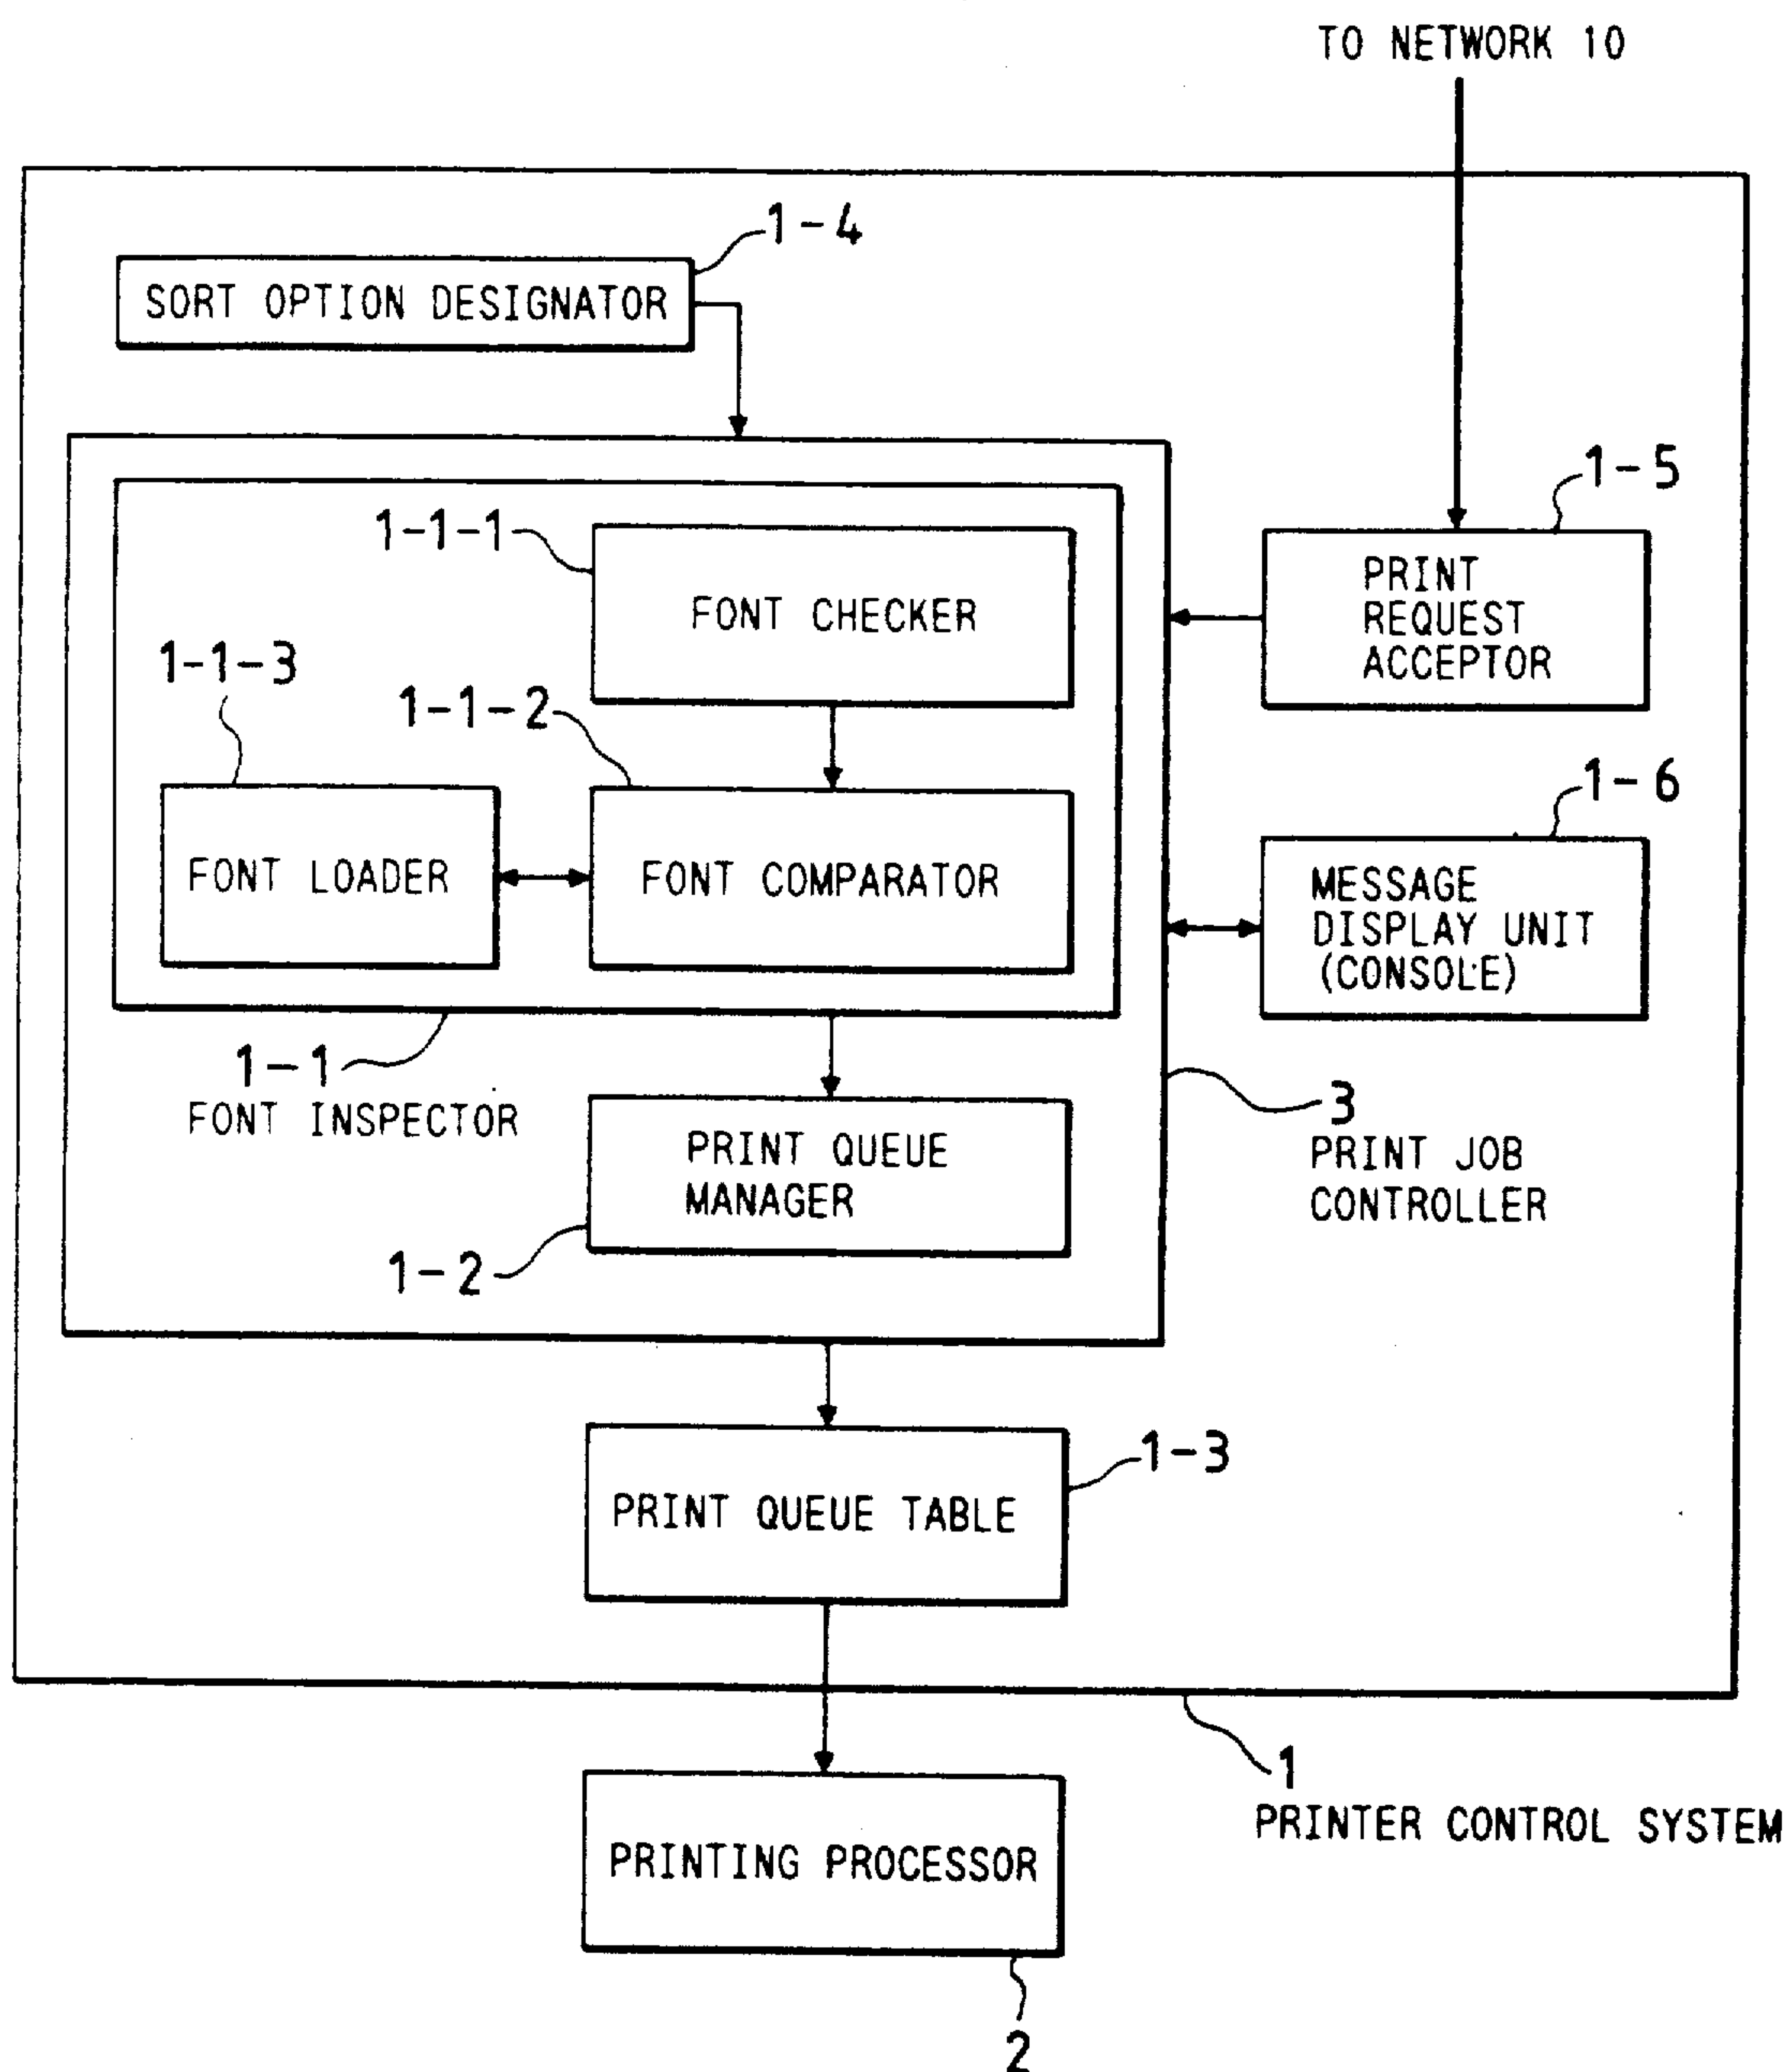 TO NETWORK 10
1-4
SORT OPTION DESIGNATOR
1-5
1-1-1
FONT CHECKER
PRINT
REQUEST
ACCEPTOR
1-1-3
1-1-2
1-6
FONT LOADER
FONT COMPARATOR
MESSAGE
DISPLAY UNIT
(CONSOLE)
1-1
FONT INSPECTOR
3
PRINT JOB
CONTROLLER
PRINT QUEUE
MANAGER
1-2
1-3
PRINT QUEUE TABLE
1
PRINTER CONTROL SYSTEM
PRINTING PROCESSOR
2